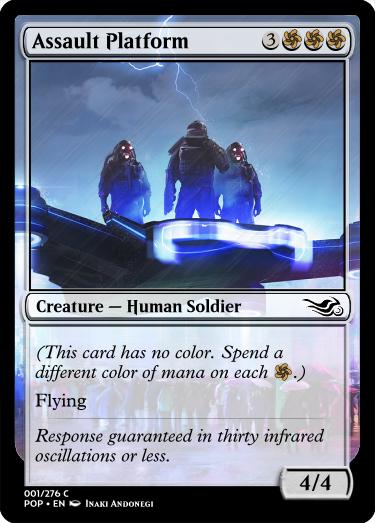 Assault Platform 3
Creature — Human Soldier
(This card has no color. Spend a
different color of mana on each .)
Flying
Response guaranteed in thirty infrared
oscillations or less.
4/4
001/276 C
POP • EN Inaki Andonegi